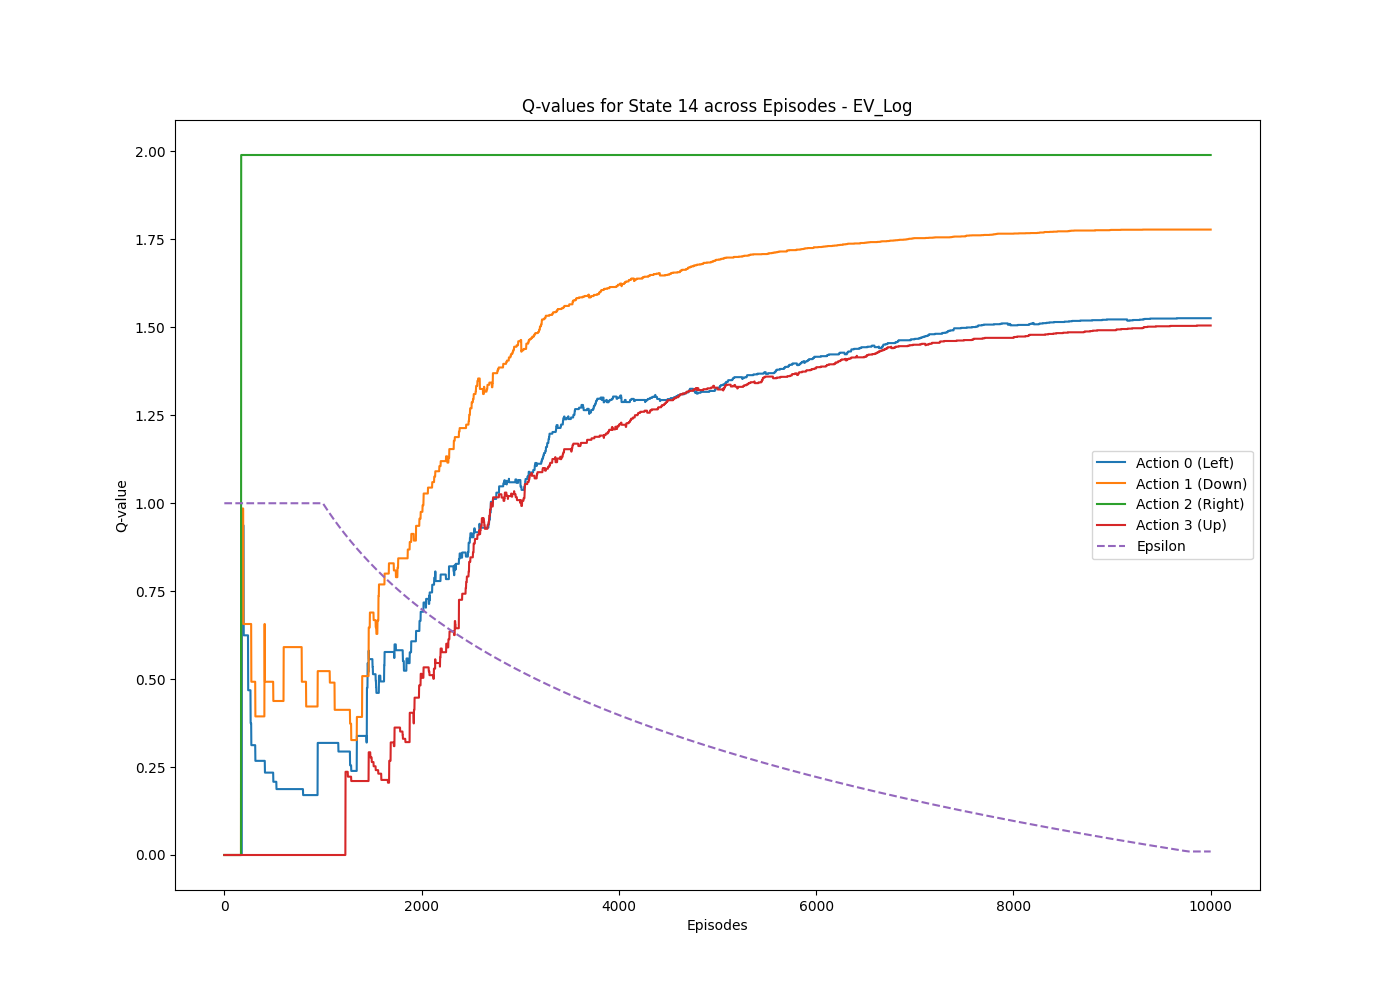 Q-values for State 14 across Episodes - EV_Log
2.00
1.75
1.50
1.25
1.00
0.75
0.50
0.25
0.00
Q-value
Action 0 (Left)
Action 1 (Down)
Action 2 (Right)
Action 3 (Up)
Epsilon
0 2000 4000 6000 8000 10000
Episodes